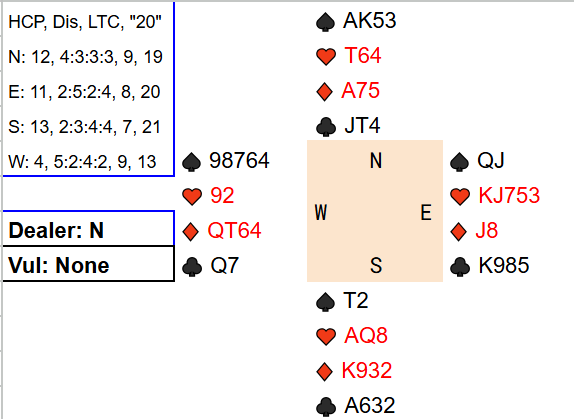 HCP, Dis, LTC, "20"
N: 12, 4:3:3:3, 9, 19
E: 11, 2:5:2:4, 8, 20
S: 13, 2:3:4:4, 7, 21
W: 4, 5:2:4:2, 9, 13
Dealer: N
Vul: None
♠ AK53
♥ T64
♦ A75
♣ JT4
♠ 98764
♥ 92
♦ QT64
♣ Q7
N
W E
S
♠ QJ
♥ KJ753
♦ J8
♣ K985
♠ T2
♥ AQ8
♦ K932
♣ A632